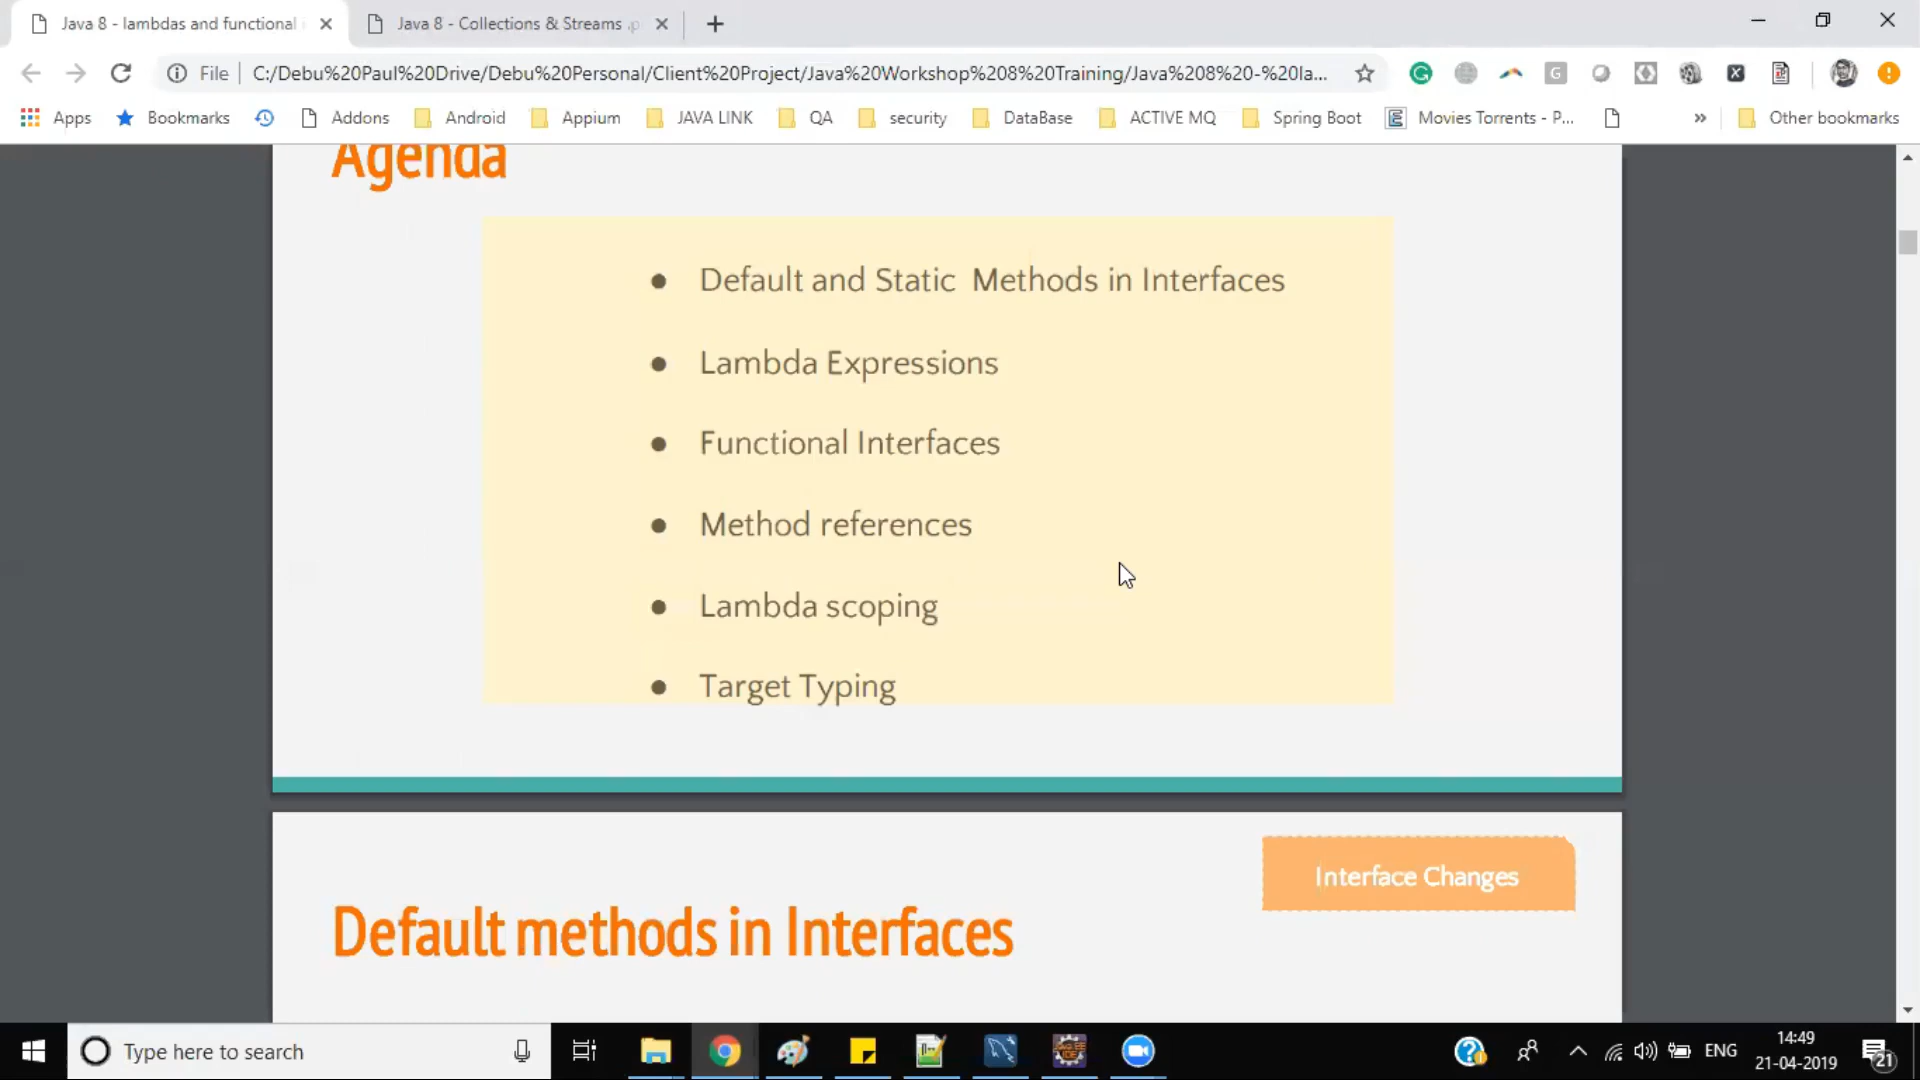 Java 8 - lambdas and functional
Java 8 - Collections & Streams .p
File
C:/Debu%20Paul%20Drive/Debu%20Personal/Client%20Project/Java%20Workshop%208%20Training/Java%208%20-%20la...
Apps
Bookmarks
Addons
Android
Appium
JAVA LINK
QA
security
DataBase
ACTIVE MQ
Spring Boot
Movies Torrents - P...
»
Other bookmarks
Agenda
● Default and Static Methods in Interfaces
● Lambda Expressions
● Functional Interfaces
● Method references
● Lambda scoping
● Target Typing
Interface Changes
Default methods in Interfaces
Type here to search
ENG
14:49
21-04-2019
21